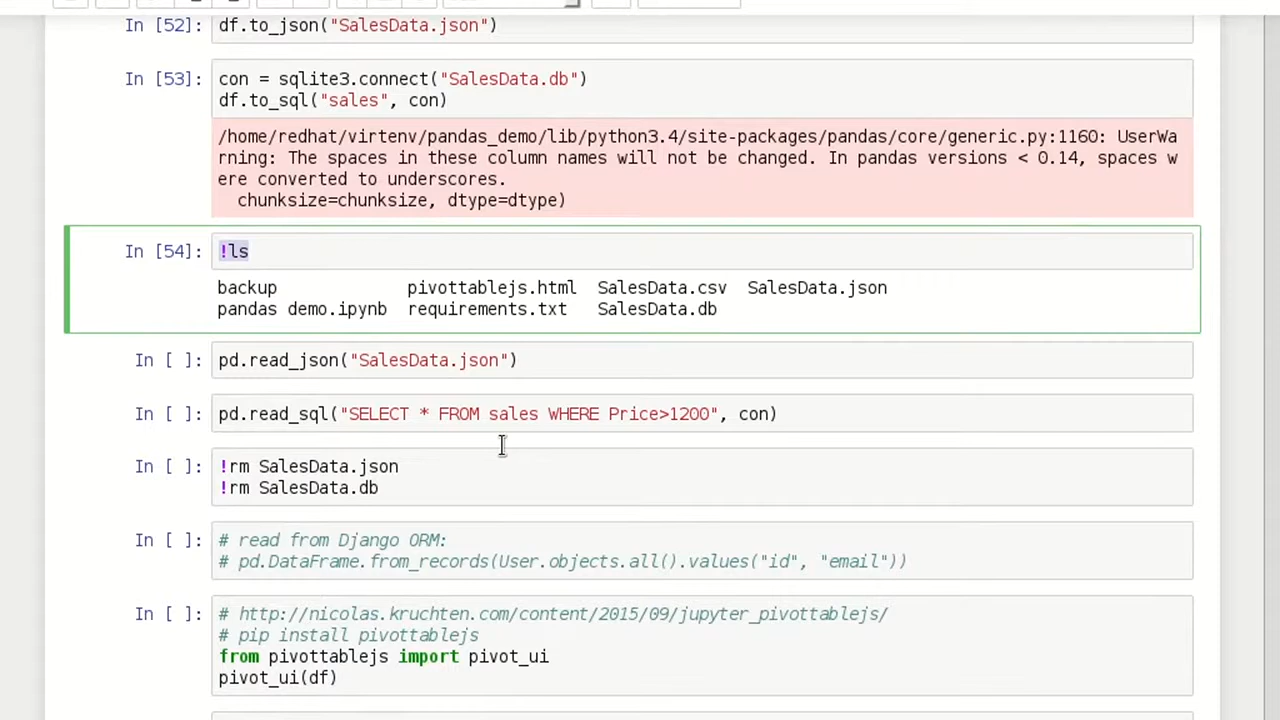 In [52]: df.to_json("SalesData.json")
In [53]: con = sqlite3.connect("SalesData.db")
df.to_sql("sales", con)
/home/redhat/virtenv/pandas_demo/lib/python3.4/site-packages/pandas/core/generic.py:1160: UserWa
rning: The spaces in these column names will not be changed. In pandas versions < 0.14, spaces w
ere converted to underscores.
  chunksize=chunksize, dtype=dtype)
In [54]: !ls
backup             pivottablejs.html  SalesData.csv  SalesData.json
pandas demo.ipynb  requirements.txt   SalesData.db
In [ ]: pd.read_json("SalesData.json")
In [ ]: pd.read_sql("SELECT * FROM sales WHERE Price>1200", con)
In [ ]: !rm SalesData.json
!rm SalesData.db
In [ ]: # read from Django ORM:
# pd.DataFrame.from_records(User.objects.all().values("id", "email"))
In [ ]: # http://nicolas.kruchten.com/content/2015/09/jupyter_pivottablejs/
# pip install pivottablejs
from pivottablejs import pivot_ui
pivot_ui(df)